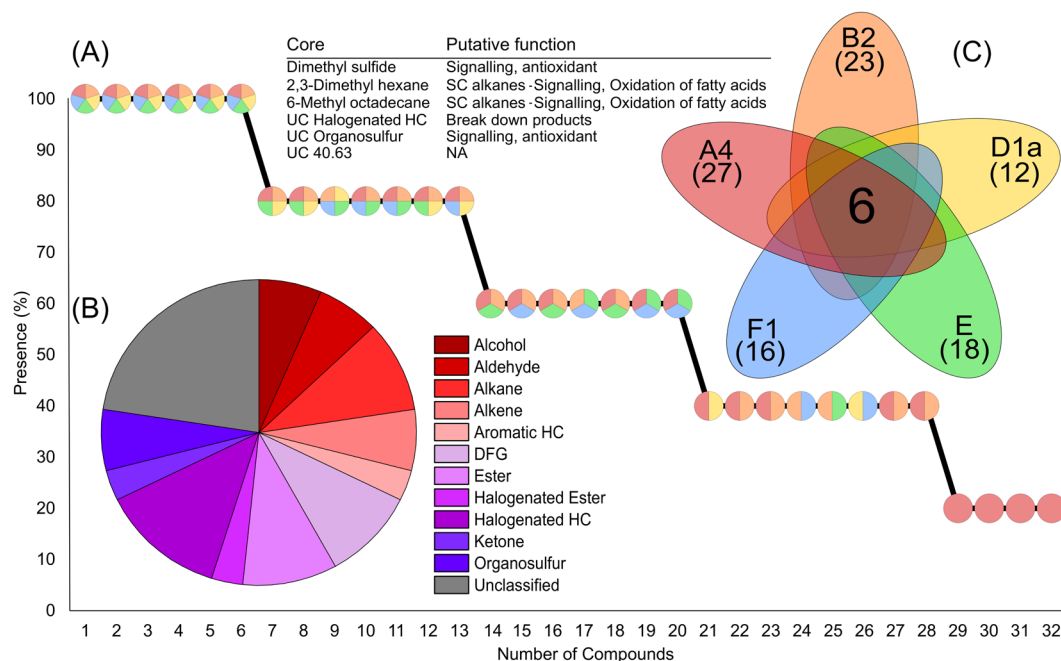 (A)
Core Putative function
Dimethyl sulfide Signalling, antioxidant
2,3-Dimethyl hexane SC alkanes -Signalling, Oxidation of fatty acids
6-Methyl octadecane SC alkanes -Signalling, Oxidation of fatty acids
UC Halogenated HC Break down products
UC Organosulfur Signalling, antioxidant
UC 40.63 NA
(C)
B2
(23)
A4
(27)
D1a
(12)
6
F1
(16)
E
(18)
(B)
Alcohol
Aldehyde
Alkane
Alkene
Aromatic HC
DFG
Ester
Halogenated Ester
Halogenated HC
Ketone
Organosulfur
Unclassified
Presence (%)
100
90
80
70
60
50
40
30
20
10
0
1 2 3 4 5 6 7 8 9 10 11 12 13 14 15 16 17 18 19 20 21 22 23 24 25 26 27 28 29 30 31 32
Number of Compounds